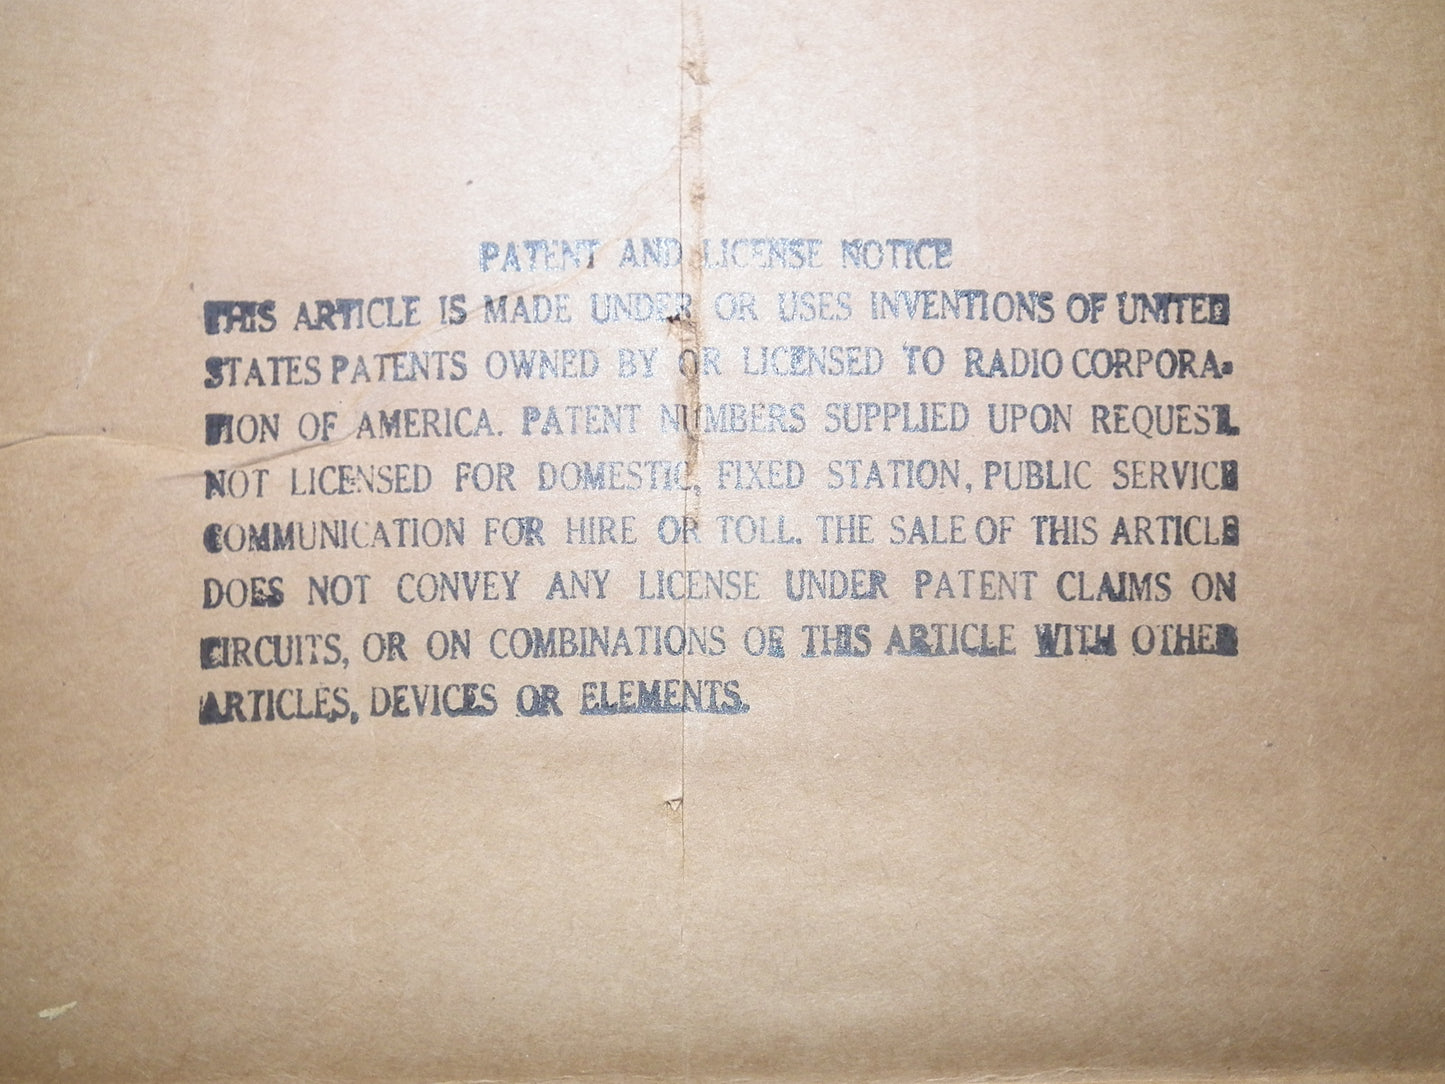 PATENT AND LICENSE NOTICE
THIS ARTICLE IS MADE UNDER OR USES INVENTIONS OF UNITED
STATES PATENTS OWNED BY OR LICENSED TO RADIO CORPORA-
TION OF AMERICA. PATENT NUMBERS SUPPLIED UPON REQUEST.
NOT LICENSED FOR DOMESTIC, FIXED STATION, PUBLIC SERVICE
COMMUNICATION FOR HIRE OR TOLL. THE SALE OF THIS ARTICLE
DOES NOT CONVEY ANY LICENSE UNDER PATENT CLAIMS ON
CIRCUITS, OR ON COMBINATIONS OF THIS ARTICLE WITH OTHER
ARTICLES, DEVICES OR ELEMENTS.